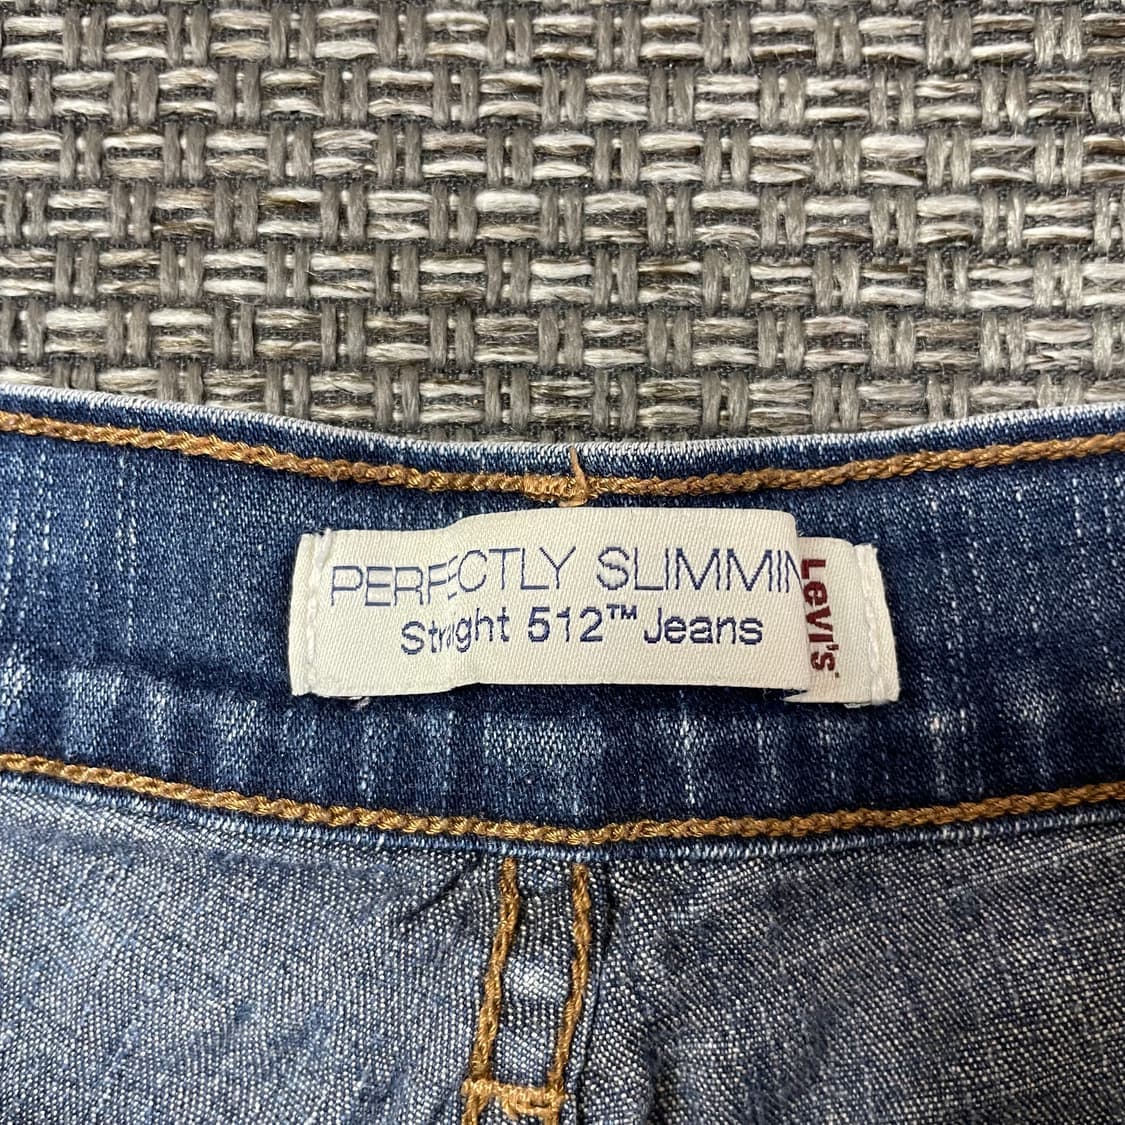 PERFECTLY SLIMMIN
Straight 512™ Jeans
Levi's